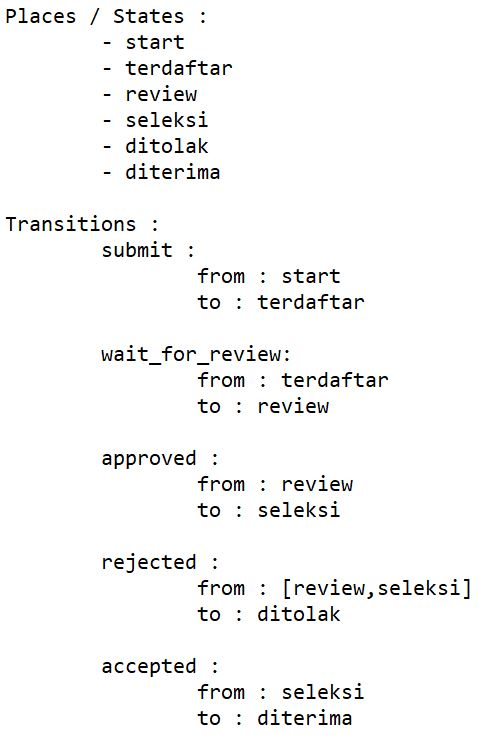 Places / States :
- start
- terdaftar
- review
- seleksi
- ditolak
- diterima
Transitions :
submit :
from : start
to : terdaftar
wait_for_review:
from : terdaftar
to : review
approved :
from : review
to : seleksi
rejected :
from : [review,seleksi]
to : ditolak
accepted :
from : seleksi
to : diterima